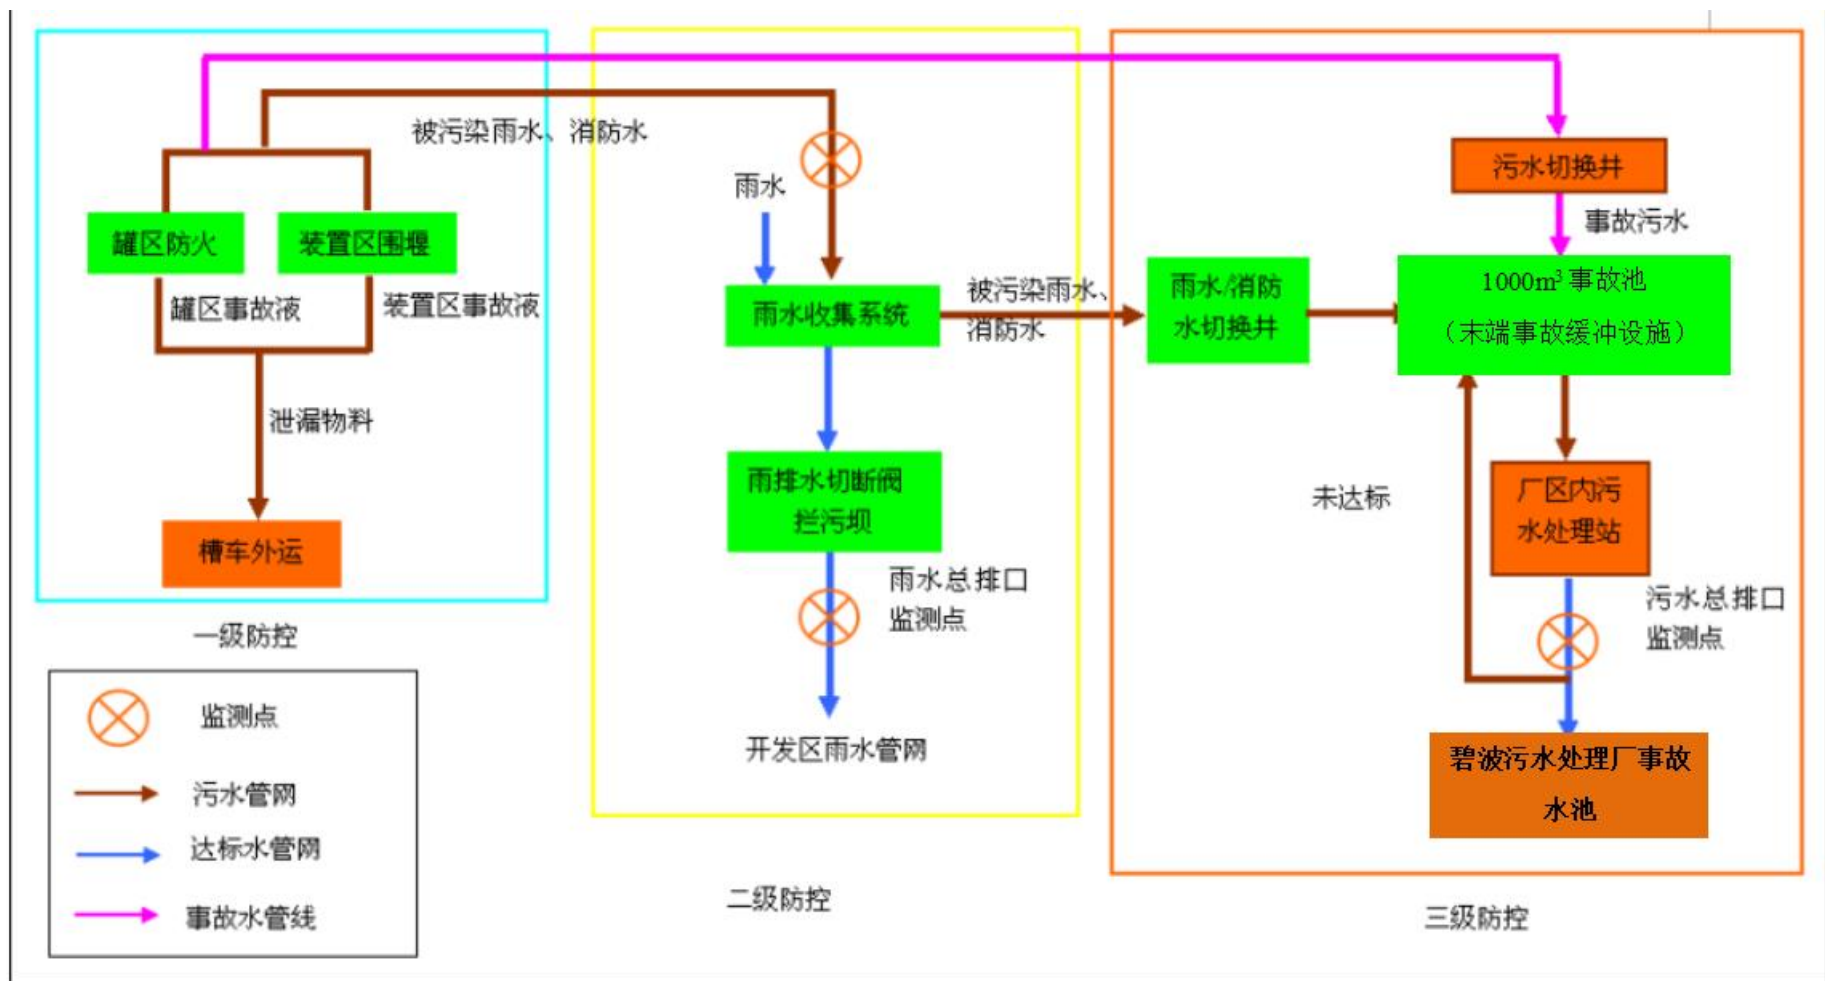 被污染雨水、消防水
罐区防火
装置区围堰
罐区事故液
装置区事故液
泄漏物料
槽车外运
一级防控
监测点
污水管网
达标水管网
事故水管线
雨水
雨水收集系统
被污染雨水、
消防水
雨排水切断阀
拦污坝
雨水总排口
监测点
开发区雨水管网
二级防控
污水切换井
事故污水
雨水/消防
水切换井
1000m³事故池
（末端事故缓冲设施）
未达标
厂区内污
水处理站
污水总排口
监测点
碧波污水处理厂事故
水池
三级防控